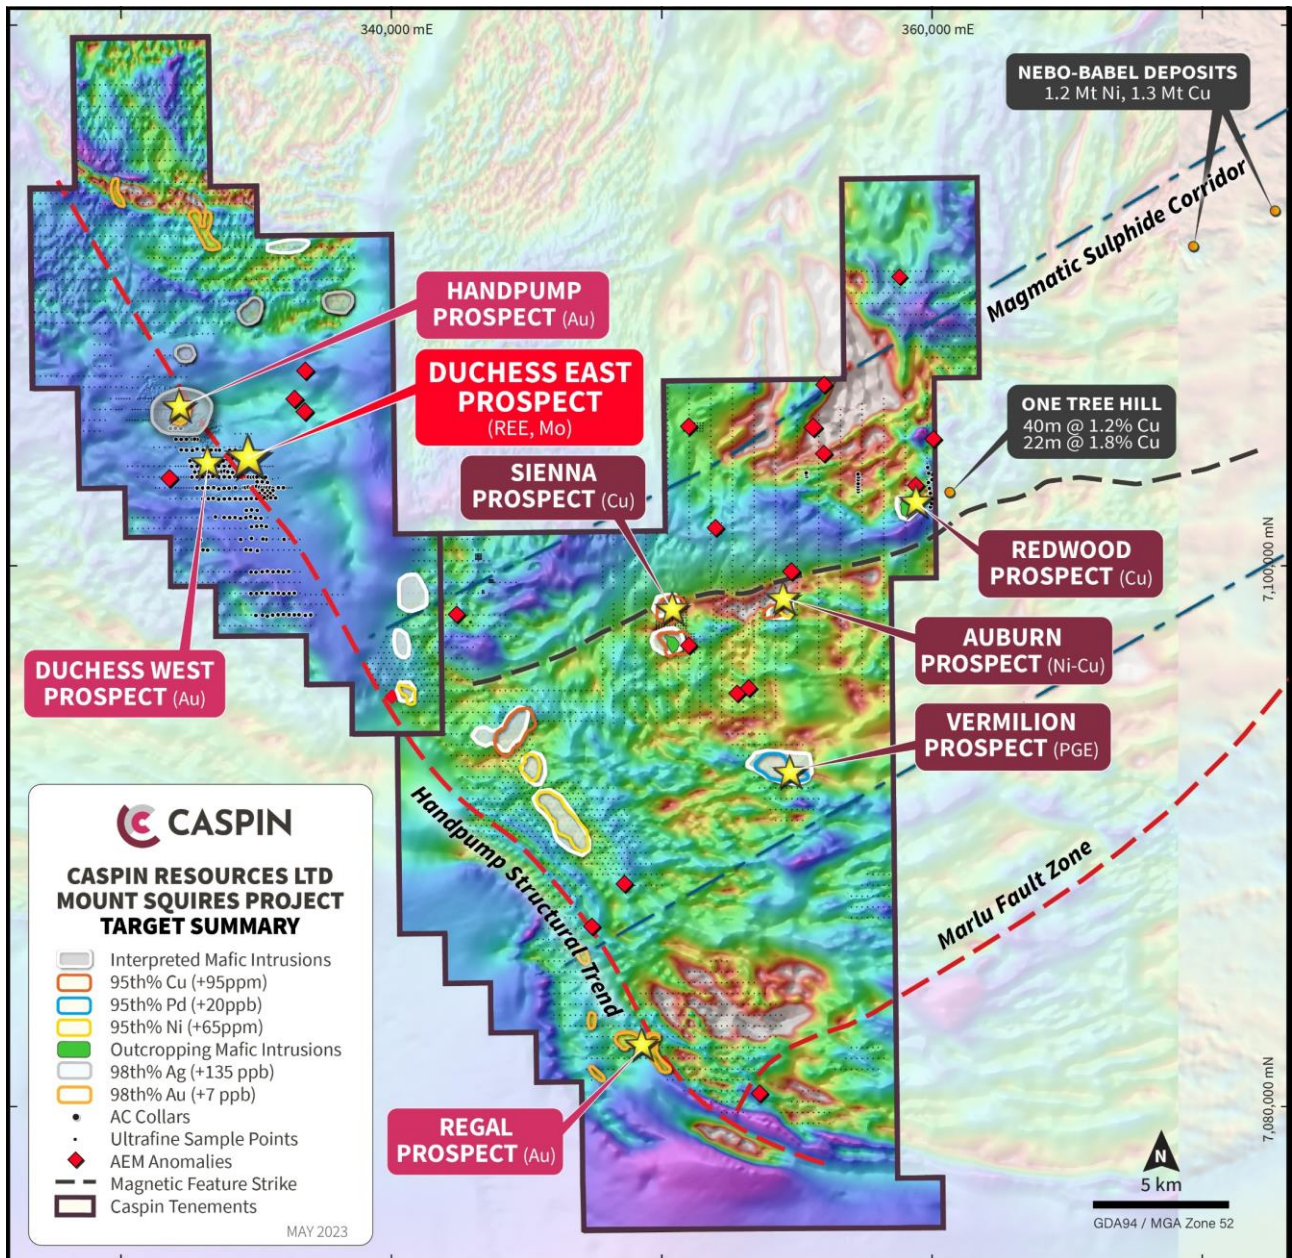 340,000 mE
360,000 mE
NEBO-BABEL DEPOSITS
1.2 Mt Ni, 1.3 Mt Cu
Magmatic Sulphide Corridor
HANDPUMP
PROSPECT (Au)
DUCHESS EAST
PROSPECT
(REE, Mo)
ONE TREE HILL
40m @ 1.2% Cu
22m @ 1.8% Cu
SIENNA
PROSPECT (Cu)
REDWOOD
PROSPECT (Cu)
7,100,000 mN
AUBURN
PROSPECT (Ni-Cu)
DUCHESS WEST
PROSPECT (Au)
VERMILION
PROSPECT (PGE)
Handpump Structural Trend
Marlu Fault Zone
CASPIN
CASPIN RESOURCES LTD
MOUNT SQUIRES PROJECT
TARGET SUMMARY
Interpreted Mafic Intrusions
95th% Cu (+95ppm)
95th% Pd (+20ppb)
95th% Ni (+65ppm)
Outcropping Mafic Intrusions
98th% Ag (+135 ppb)
98th% Au (+7 ppb)
AC Collars
Ultrafine Sample Points
AEM Anomalies
Magnetic Feature Strike
Caspin Tenements
MAY 2023
REGAL
PROSPECT (Au)
7,080,000 mN
N
5 km
GDA94 / MGA Zone 52